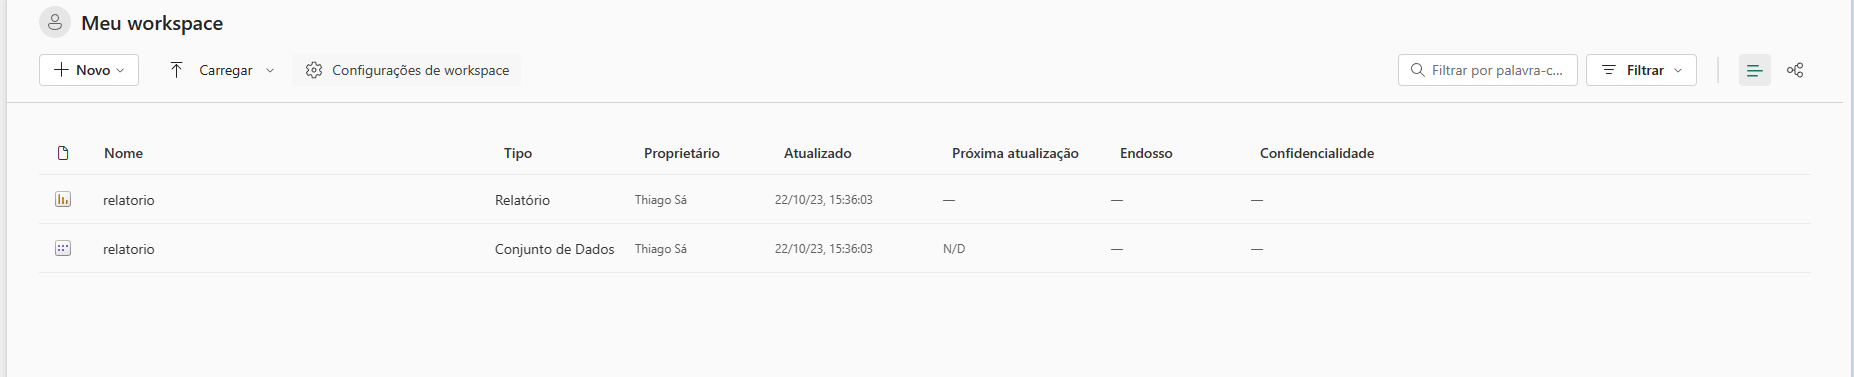 Meu workspace
Novo Carregar Configurações de workspace Filtrar por palavra-c... Filtrar
Nome Tipo Proprietário Atualizado Próxima atualização Endosso Confidencialidade
relatorio Relatório Thiago Sá 22/10/23, 15:36:03 — — —
relatorio Conjunto de Dados Thiago Sá 22/10/23, 15:36:03 N/D — —